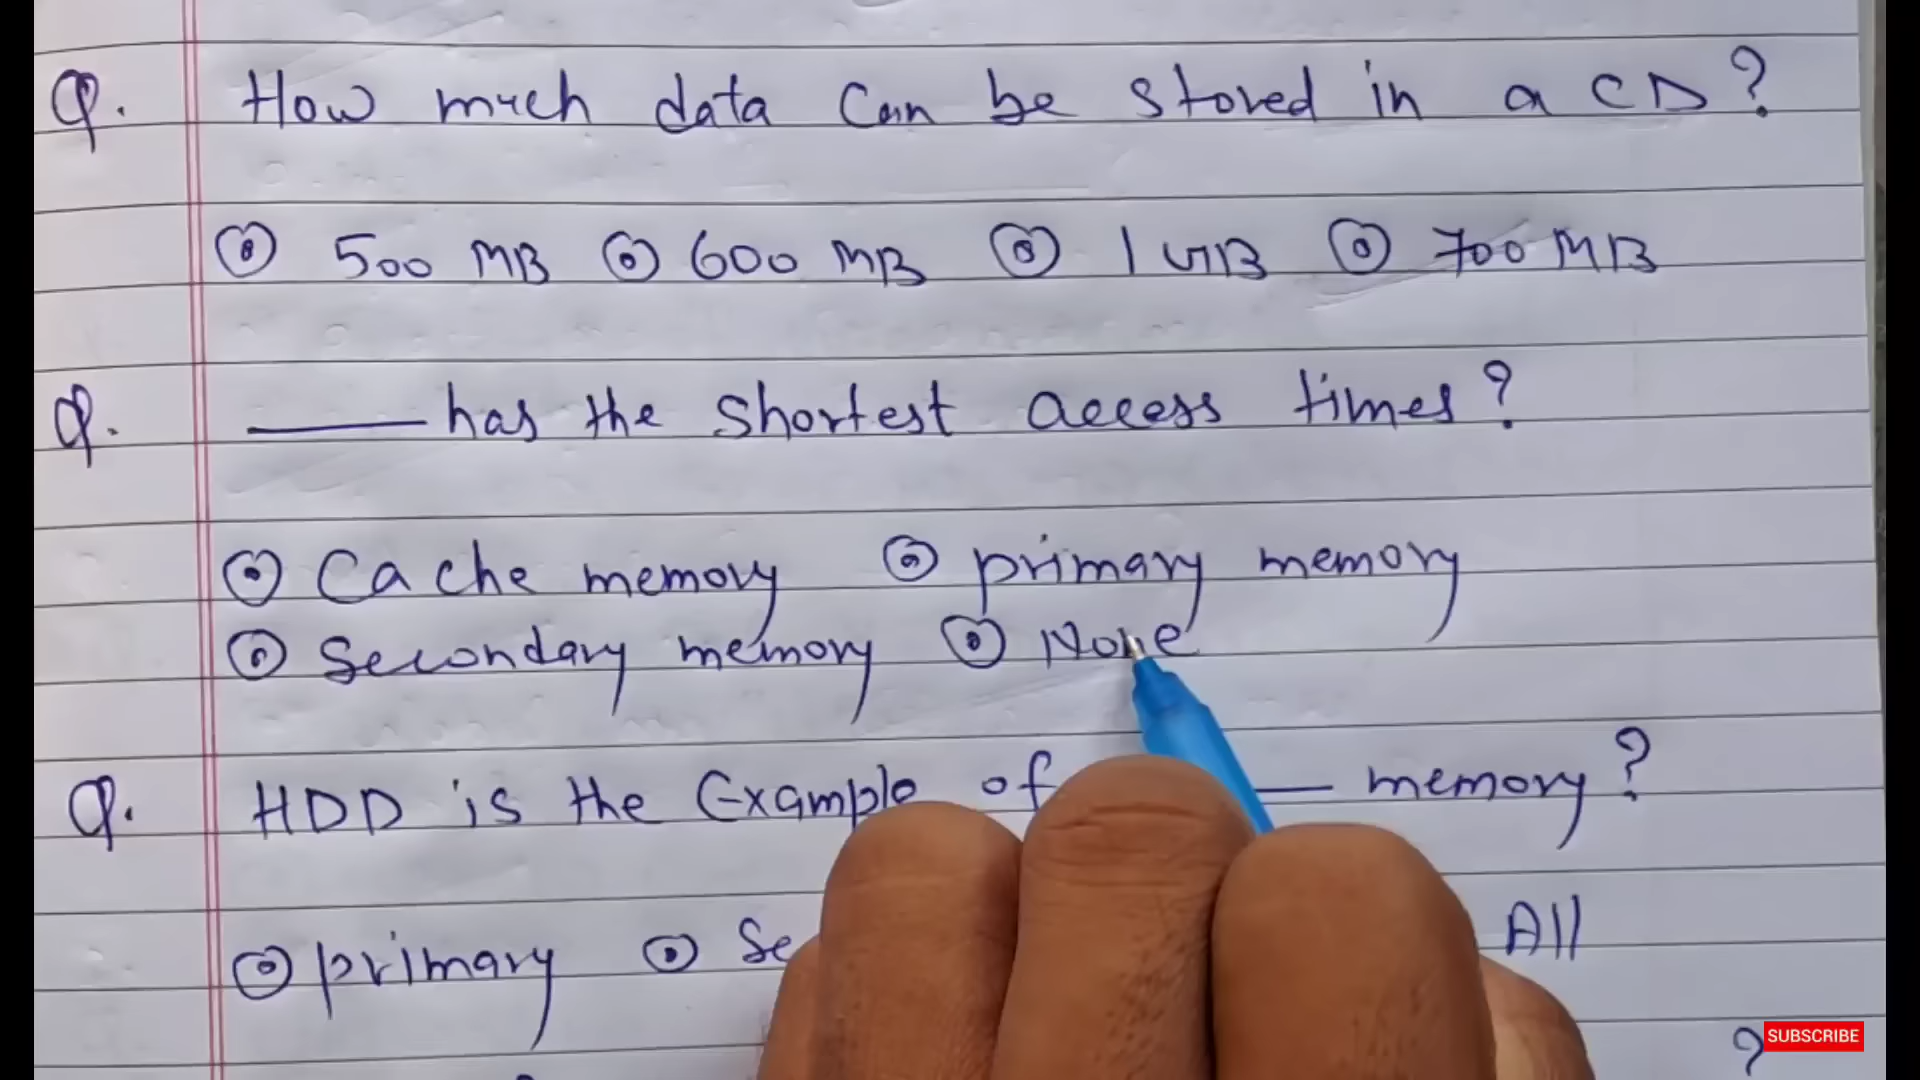 Q. How much data can be stored in a CD?
ⓐ 500 MB ⓑ 600 MB ⓒ 1 GB ⓓ 700 MB
Q. ____ has the shortest access times?
ⓐ Cache memory ⓑ primary memory
ⓒ Secondary memory ⓓ None
Q. HDD is the Example of ____ memory?
ⓐ primary ⓑ Se All
?
SUBSCRIBE